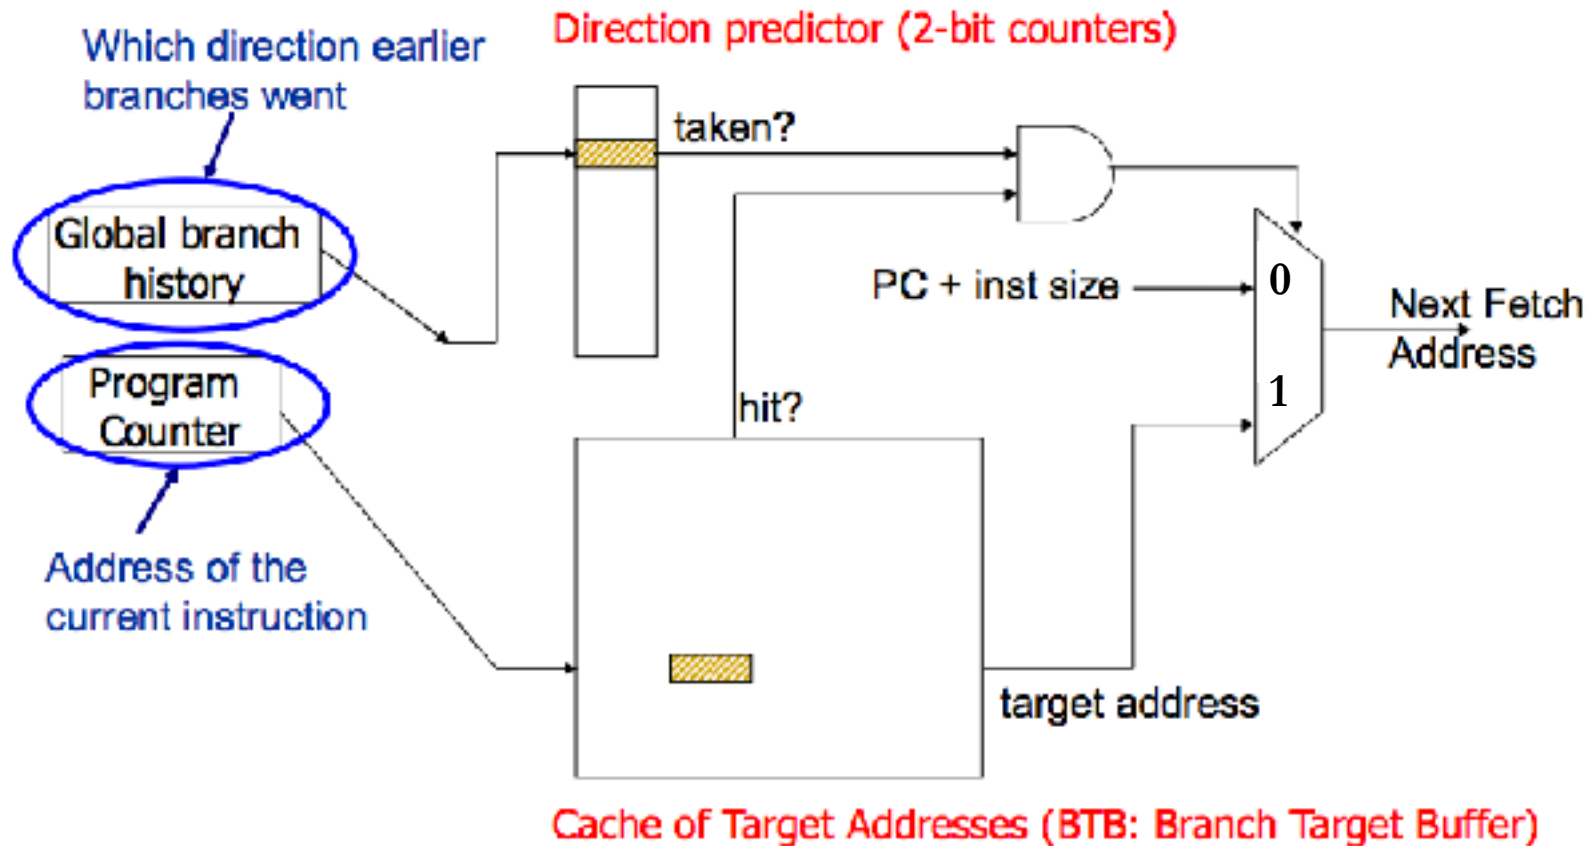 Direction predictor (2-bit counters)
Which direction earlier
branches went
taken?
Global branch
history
PC + inst size
0
1
Next Fetch
Address
Program
Counter
hit?
Address of the
current instruction
target address
Cache of Target Addresses (BTB: Branch Target Buffer)